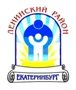 ЛЕНИНСКИЙ РАЙОН
ЕКАТЕРИНБУРГ